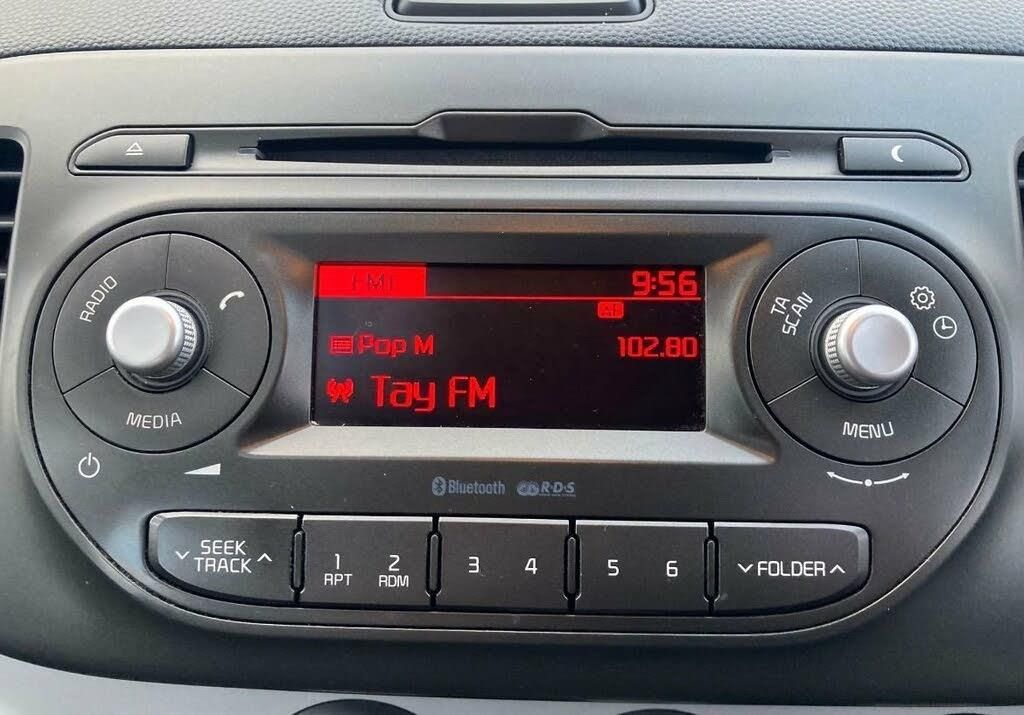 RADIO
MEDIA
FM1
9:56
AF
Pop M
102.80
Tay FM
TA
SCAN
MENU
Bluetooth
R·D·S
SEEK
TRACK
1
RPT
2
RDM
3
4
5
6
FOLDER